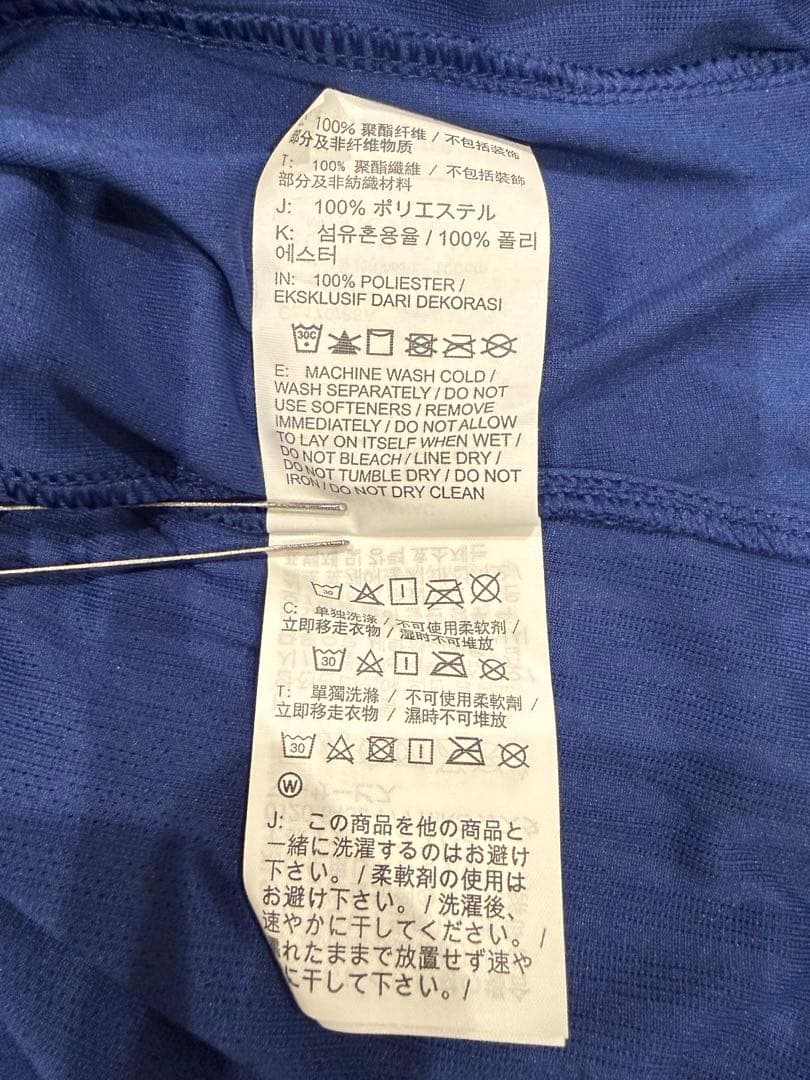 100% 聚酯纤维 / 不包括装饰
部分及非纤维物质
T: 100% 聚酯纖維 / 不包括裝飾
部分及非紡織材料
J: 100% ポリエステル
K: 섬유혼용율 / 100% 폴리
에스터
IN: 100% POLIESTER /
EKSKLUSIF DARI DEKORASI
30C
E: MACHINE WASH COLD /
WASH SEPARATELY / DO NOT
USE SOFTENERS / REMOVE
IMMEDIATELY / DO NOT ALLOW
TO LAY ON ITSELF WHEN WET /
DO NOT BLEACH / LINE DRY /
DO NOT TUMBLE DRY / DO NOT
IRON / DO NOT DRY CLEAN
30
C: 单独洗涤 / 不可使用柔软剂 /
立即移走衣物 / 湿时不可堆放
30
T: 單獨洗滌 / 不可使用柔軟劑 /
立即移走衣物 / 濕時不可堆放
30
W
J: この商品を他の商品と
一緒に洗濯するのはお避け
下さい。/ 柔軟剤の使用は
お避け下さい。/ 洗濯後、
速やかに干してください。/
れたままで放置せず速や
に干して下さい。/